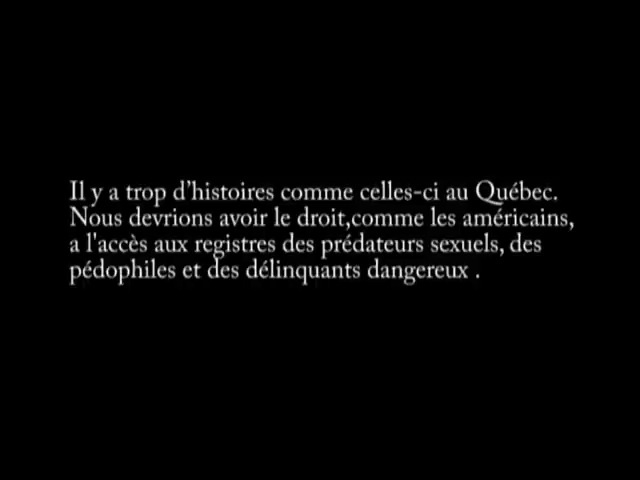 Il y a trop d’histoires comme celles-ci au Québec.
Nous devrions avoir le droit,comme les américains,
a l'accès aux registres des prédateurs sexuels, des
pédophiles et des délinquants dangereux .